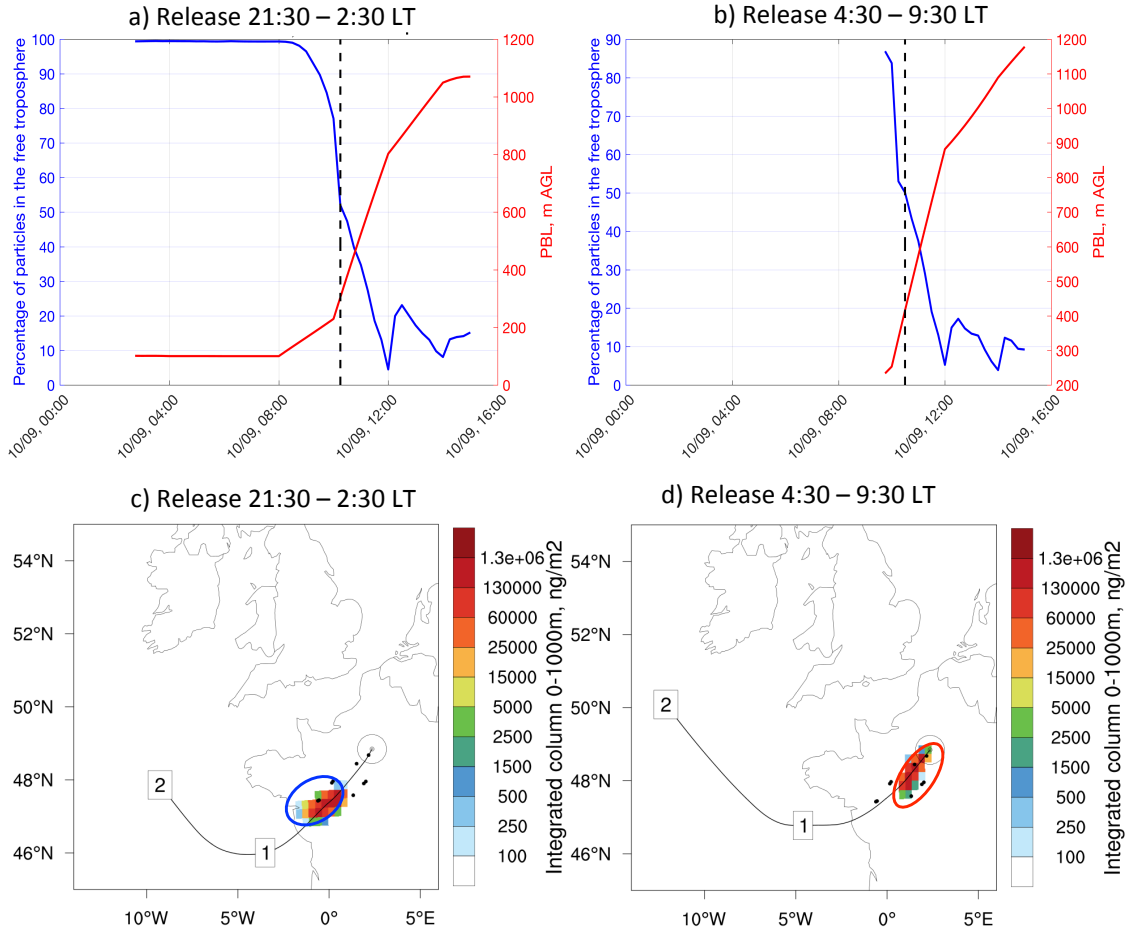 a) Release 21:30 – 2:30 LT
b) Release 4:30 – 9:30 LT
Percentage of particles in the free troposphere
100
90
80
70
60
50
40
30
20
10
0
1200
1000
800
600
400
200
0
PBL, m AGL
10/09, 00:00
10/09, 04:00
10/09, 08:00
10/09, 12:00
10/09, 16:00
Percentage of particles in the free troposphere
90
80
70
60
50
40
30
20
10
0
1200
1100
1000
900
800
700
600
500
400
300
200
PBL, m AGL
10/09, 00:00
10/09, 04:00
10/09, 08:00
10/09, 12:00
10/09, 16:00
c) Release 21:30 – 2:30 LT
d) Release 4:30 – 9:30 LT
54°N
52°N
50°N
48°N
46°N
10°W
5°W
0°
5°E
2
1
1.3e+06
130000
60000
25000
15000
5000
2500
1500
500
250
100
Integrated column 0-1000m, ng/m2
54°N
52°N
50°N
48°N
46°N
10°W
5°W
0°
5°E
2
1
1.3e+06
130000
60000
25000
15000
5000
2500
1500
500
250
100
Integrated column 0-1000m, ng/m2